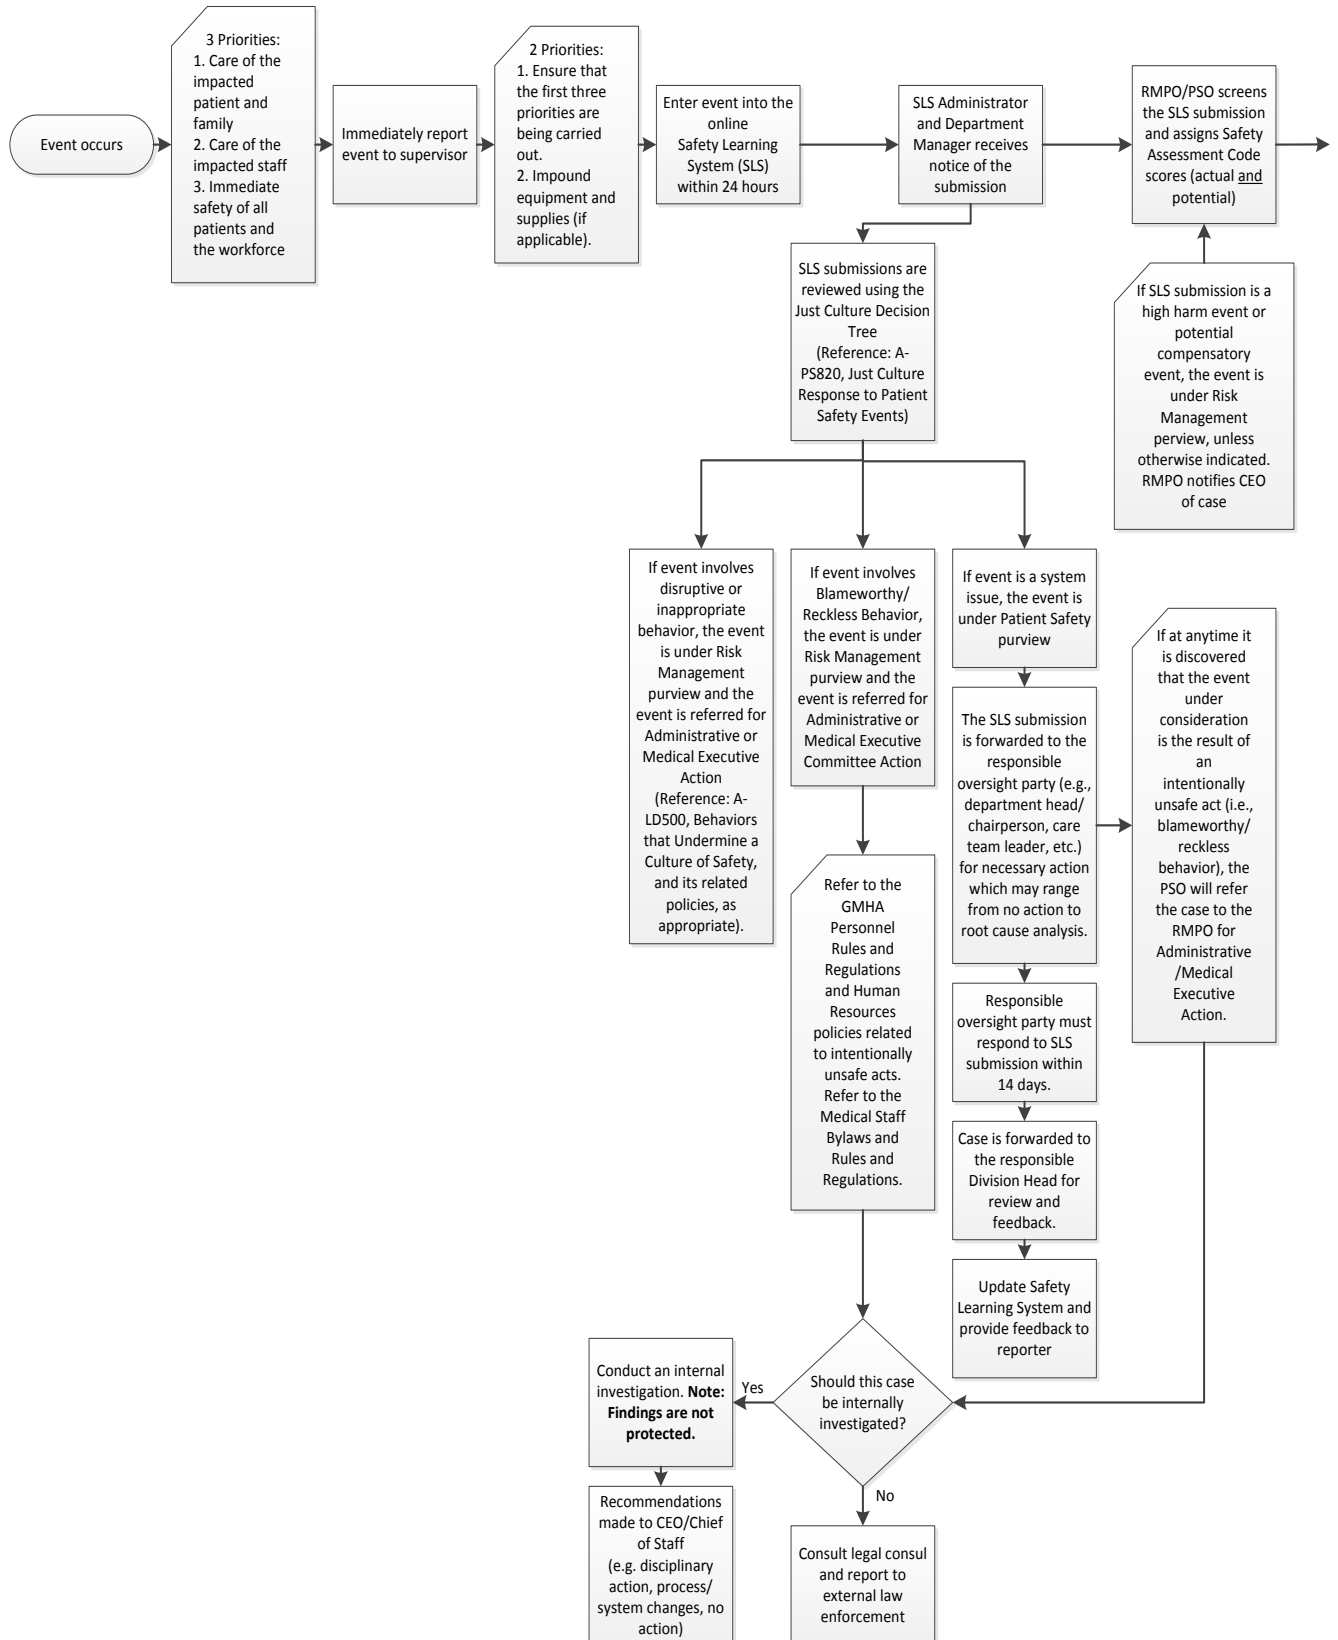 Event occurs
3 Priorities:
1. Care of the
impacted
patient and
family
2. Care of the
impacted staff
3. Immediate
safety of all
patients and
the workforce
Immediately report
event to supervisor
2 Priorities:
1. Ensure that
the first three
priorities are
being carried
out.
2. Impound
equipment and
supplies (if
applicable).
Enter event into the
online
Safety Learning
System (SLS)
within 24 hours
SLS Administrator
and Department
Manager receives
notice of the
submission
RMPO/PSO screens
the SLS submission
and assigns Safety
Assessment Code
scores (actual and
potential)
SLS submissions are
reviewed using the
Just Culture Decision
Tree
(Reference: A-
PS820, Just Culture
Response to Patient
Safety Events)
If SLS submission is a
high harm event or
potential
compensatory
event, the event is
under Risk
Management
perview, unless
otherwise indicated.
RMPO notifies CEO
of case
If event involves
disruptive or
inappropriate
behavior, the event
is under Risk
Management
purview and the
event is referred for
Administrative or
Medical Executive
Action
(Reference: A-
LD500, Behaviors
that Undermine a
Culture of Safety,
and its related
policies, as
appropriate).
If event involves
Blameworthy/
Reckless Behavior,
the event is under
Risk Management
purview and the
event is referred for
Administrative or
Medical Executive
Committee Action
If event is a system
issue, the event is
under Patient Safety
purview
The SLS submission
is forwarded to the
responsible
oversight party (e.g.,
department head/
chairperson, care
team leader, etc.)
for necessary action
which may range
from no action to
root cause analysis.
If at anytime it
is discovered
that the event
under
consideration
is the result of
an
intentionally
unsafe act (i.e.,
blameworthy/
reckless
behavior), the
PSO will refer
the case to the
RMPO for
Administrative
/Medical
Executive
Action.
Refer to the
GMHA
Personnel
Rules and
Regulations
and Human
Resources
policies related
to intentionally
unsafe acts.
Refer to the
Medical Staff
Bylaws and
Rules and
Regulations.
Responsible
oversight party must
respond to SLS
submission within
14 days.
Case is forwarded to
the responsible
Division Head for
review and
feedback.
Update Safety
Learning System and
provide feedback to
reporter
Should this case
be internally
investigated?
Yes
Conduct an internal
investigation. Note:
Findings are not
protected.
Recommendations
made to CEO/Chief
of Staff
(e.g. disciplinary
action, process/
system changes, no
action)
No
Consult legal consul
and report to
external law
enforcement